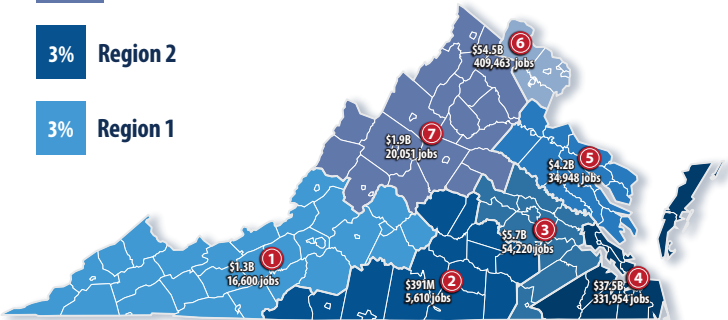 3% Region 2
3% Region 1
6
$54.5B
409,463 jobs
7
$1.9B
20,051 jobs
5
$4.2B
34,948 jobs
3
$5.7B
54,220 jobs
1
$1.3B
16,600 jobs
2
$391M
5,610 jobs
4
$37.5B
331,954 jobs